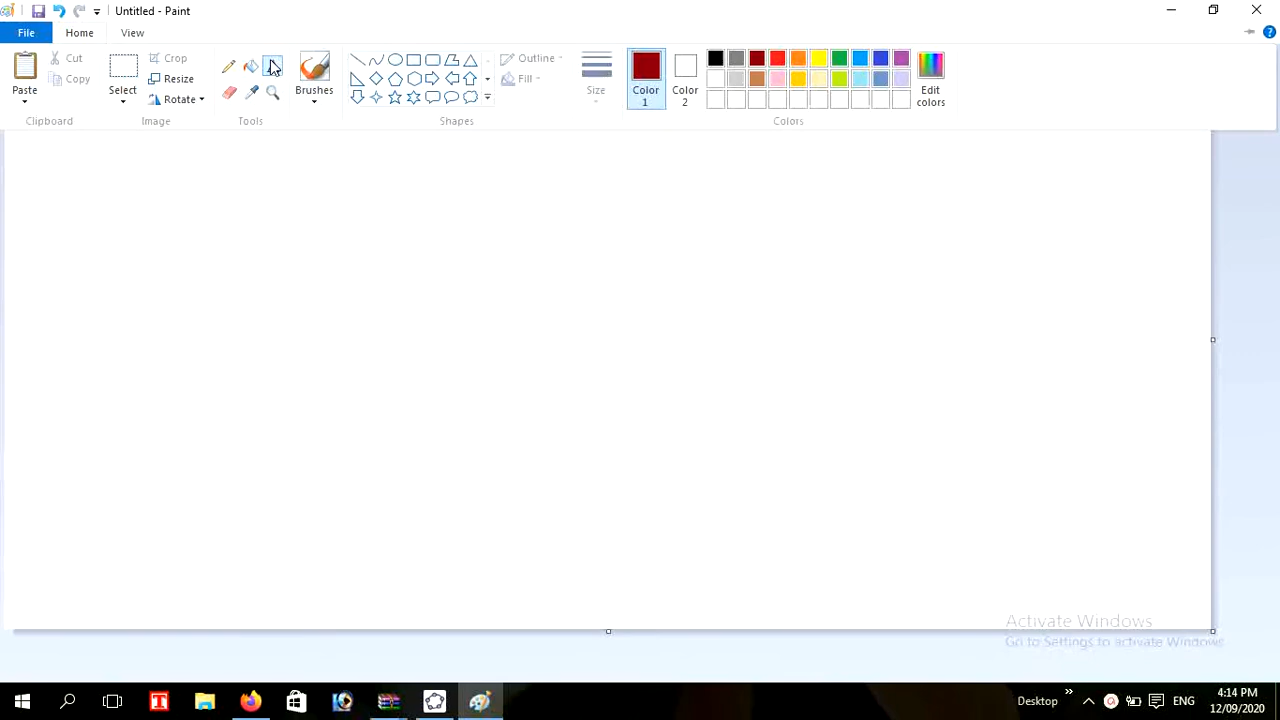 Untitled - Paint
File Home View
Paste
Cut
Copy
Clipboard
Select
Crop
Resize
Rotate
Image
Tools
Brushes
Shapes
Outline
Fill
Size
Color 1
Color 2
Edit colors
Colors
Activate Windows
Go to Settings to activate Windows
Desktop
ENG
4:14 PM
12/09/2020